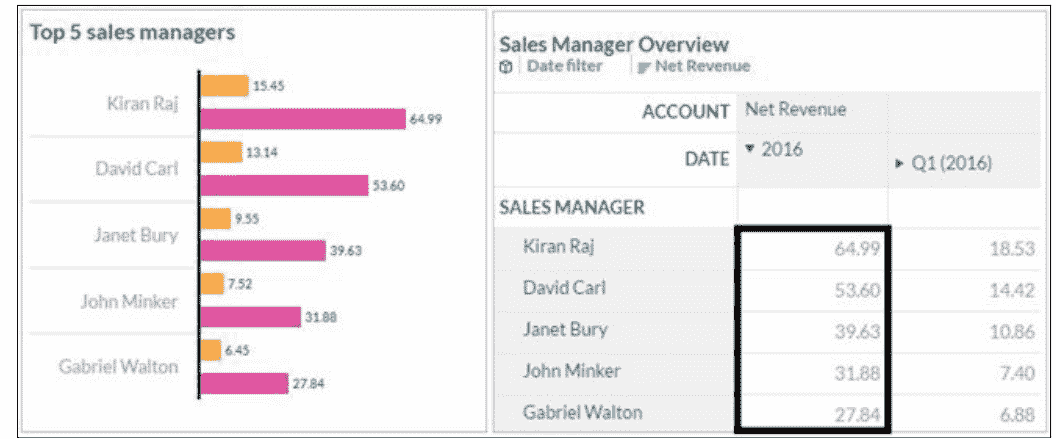 Top 5 sales managers
Kiran Raj
15.45
64.99
David Carl
13.14
53.60
Janet Bury
9.55
39.63
John Minker
7.52
31.88
Gabriel Walton
6.45
27.84
Sales Manager Overview
Date filter Net Revenue
ACCOUNT Net Revenue
DATE 2016 Q1 (2016)
SALES MANAGER
Kiran Raj 64.99 18.53
David Carl 53.60 14.42
Janet Bury 39.63 10.86
John Minker 31.88 7.40
Gabriel Walton 27.84 6.88